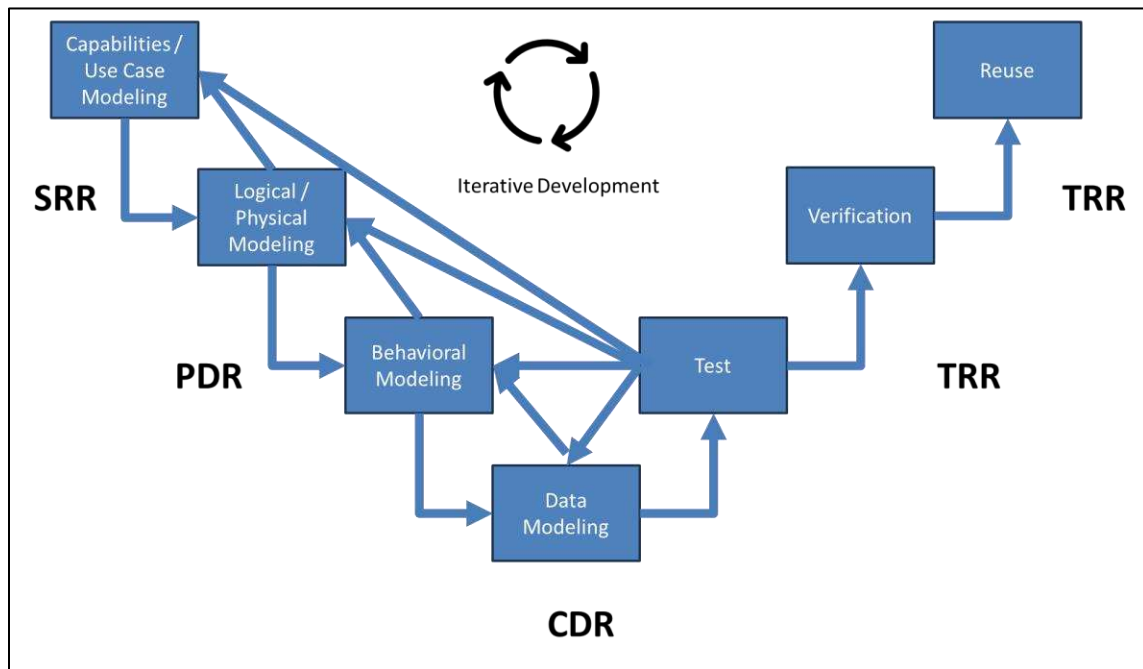 Capabilities /
Use Case
Modeling
Reuse
Iterative Development
SRR
Logical /
Physical
Modeling
Verification
TRR
PDR
Behavioral
Modeling
Test
TRR
Data
Modeling
CDR